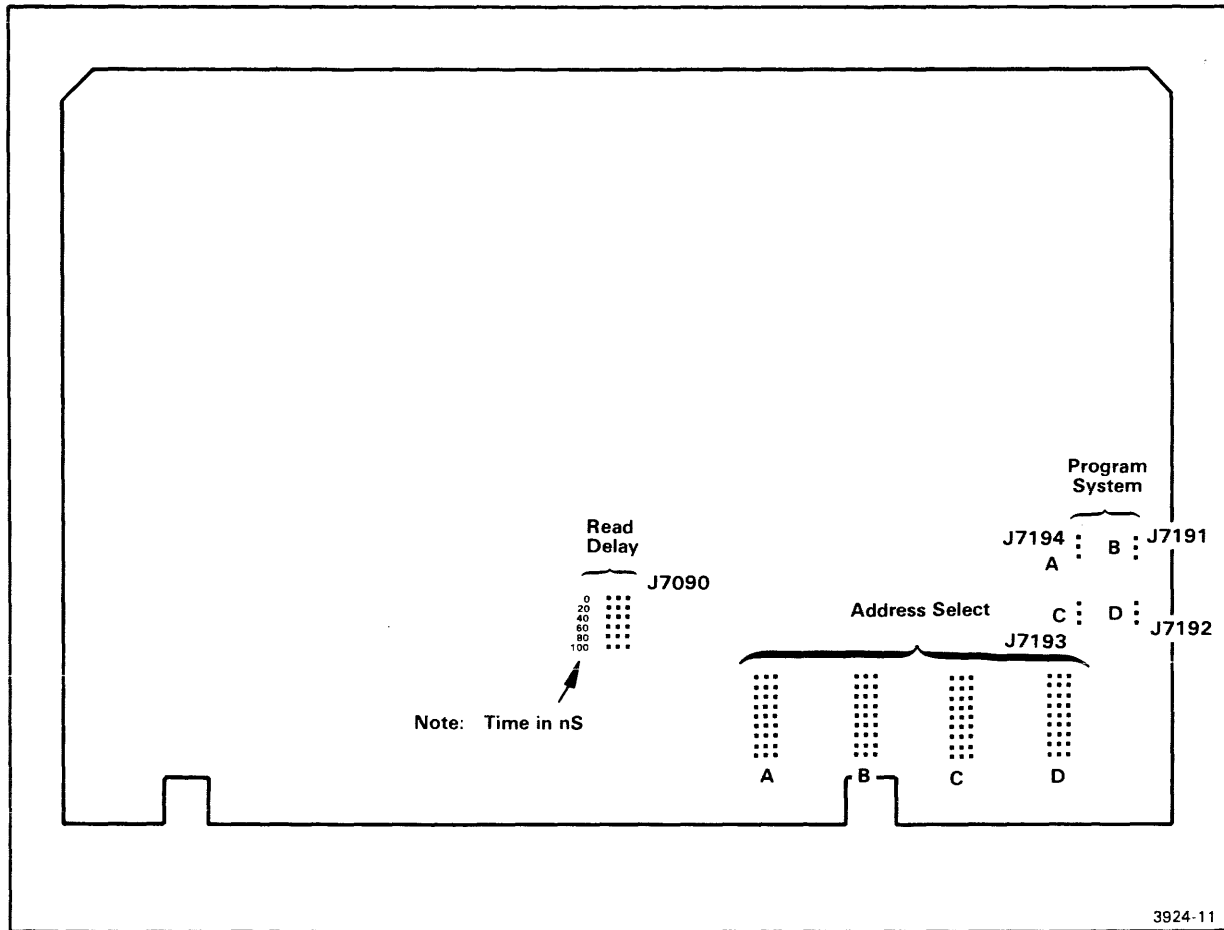 Program
System
J7194
B
J7191
A
Read
Delay
J7090
0
20
40
60
80
100
Address Select
C
D
J7192
J7193
Note: Time in nS
A
B
C
D
3924-11